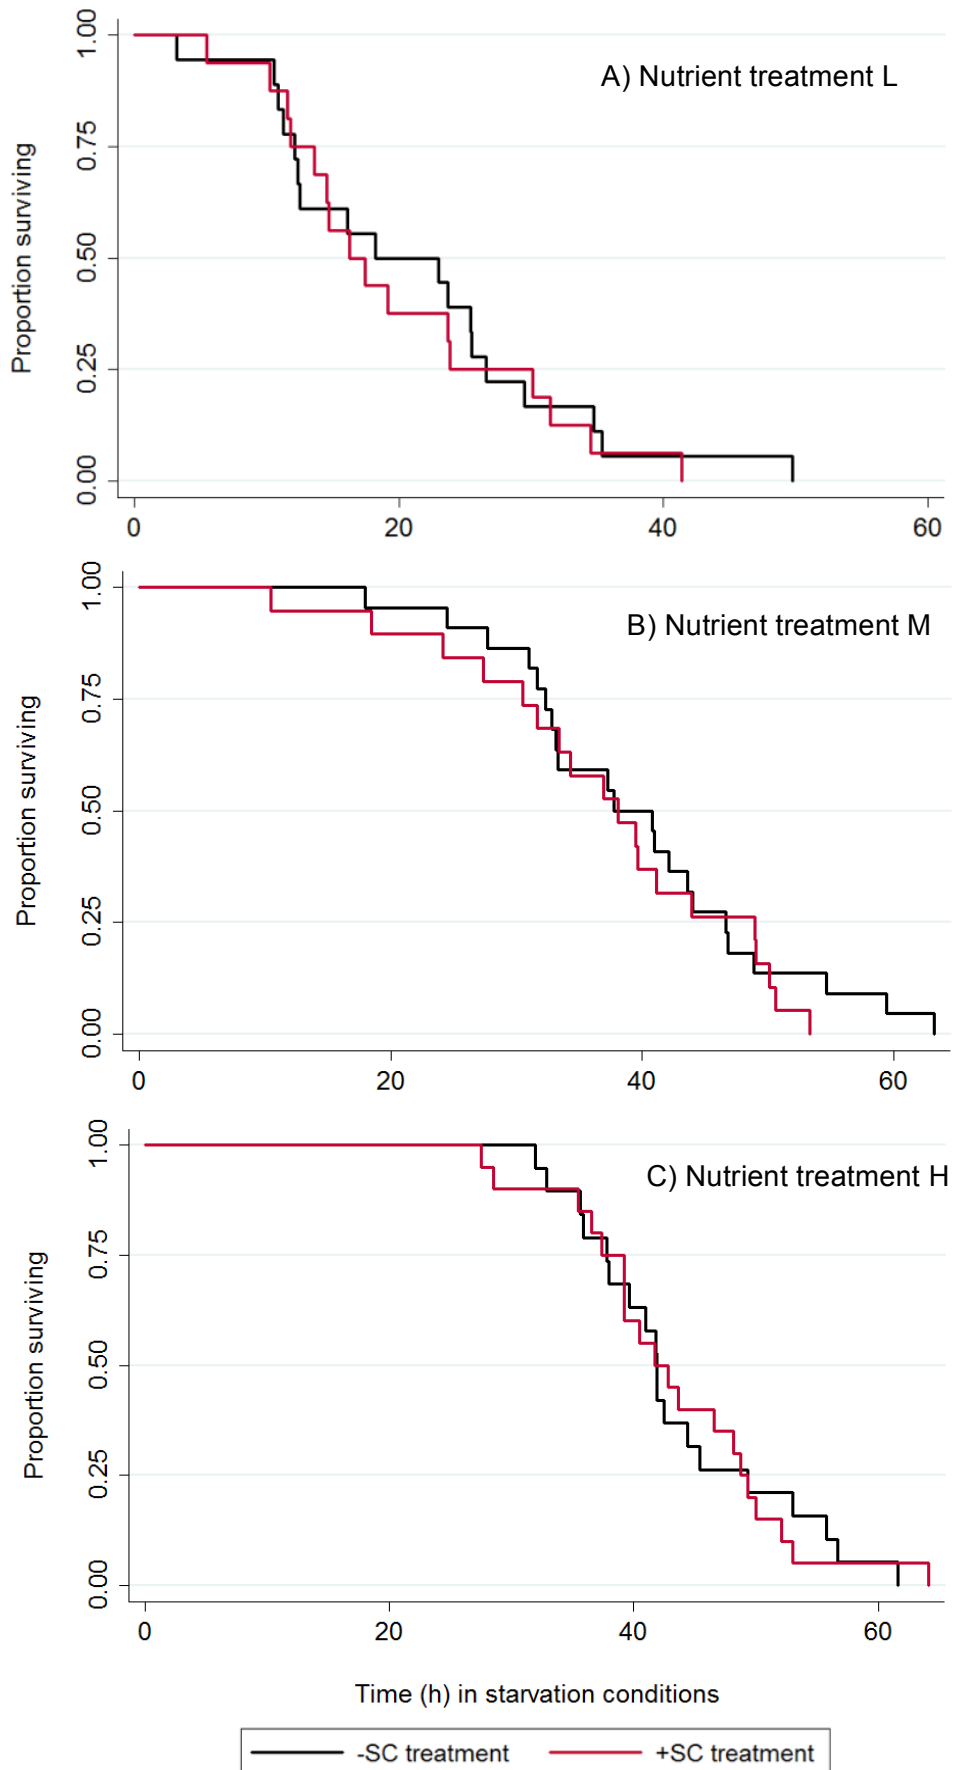 A) Nutrient treatment L
Proportion surviving
1.00
0.75
0.50
0.25
0.00
0 20 40 60
B) Nutrient treatment M
Proportion surviving
1.00
0.75
0.50
0.25
0.00
0 20 40 60
C) Nutrient treatment H
Proportion surviving
1.00
0.75
0.50
0.25
0.00
0 20 40 60
Time (h) in starvation conditions
-SC treatment +SC treatment